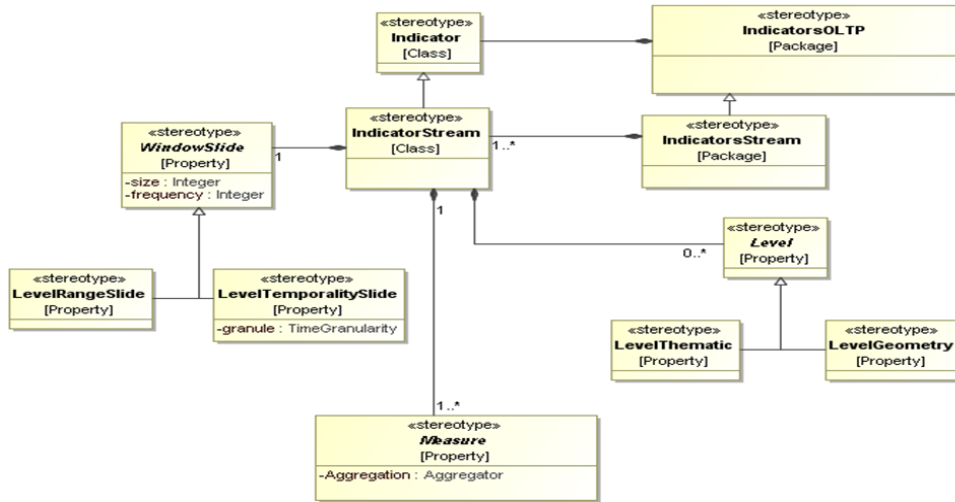 «stereotype»
Indicator
[Class]
«stereotype»
IndicatorsOLTP
[Package]
«stereotype»
WindowSlide
[Property]
-size : Integer
-frequency : Integer
1
«stereotype»
IndicatorStream
[Class]
1..*
«stereotype»
IndicatorsStream
[Package]
1
0..*
«stereotype»
Level
[Property]
«stereotype»
LevelRangeSlide
[Property]
«stereotype»
LevelTemporalitySlide
[Property]
-granule : TimeGranularity
«stereotype»
LevelThematic
[Property]
«stereotype»
LevelGeometry
[Property]
1..*
«stereotype»
Measure
[Property]
-Aggregation : Aggregator